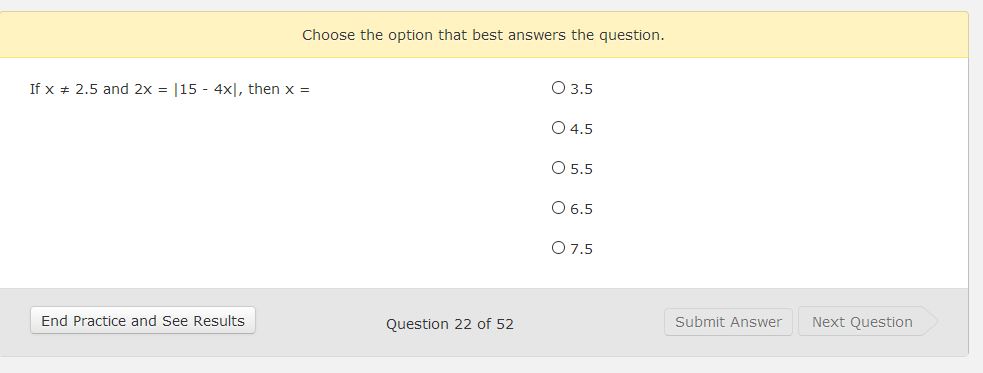 Choose the option that best answers the question.
If x ≠ 2.5 and 2x = |15 - 4x|, then x =
3.5
4.5
5.5
6.5
7.5
End Practice and See Results
Question 22 of 52
Submit Answer
Next Question